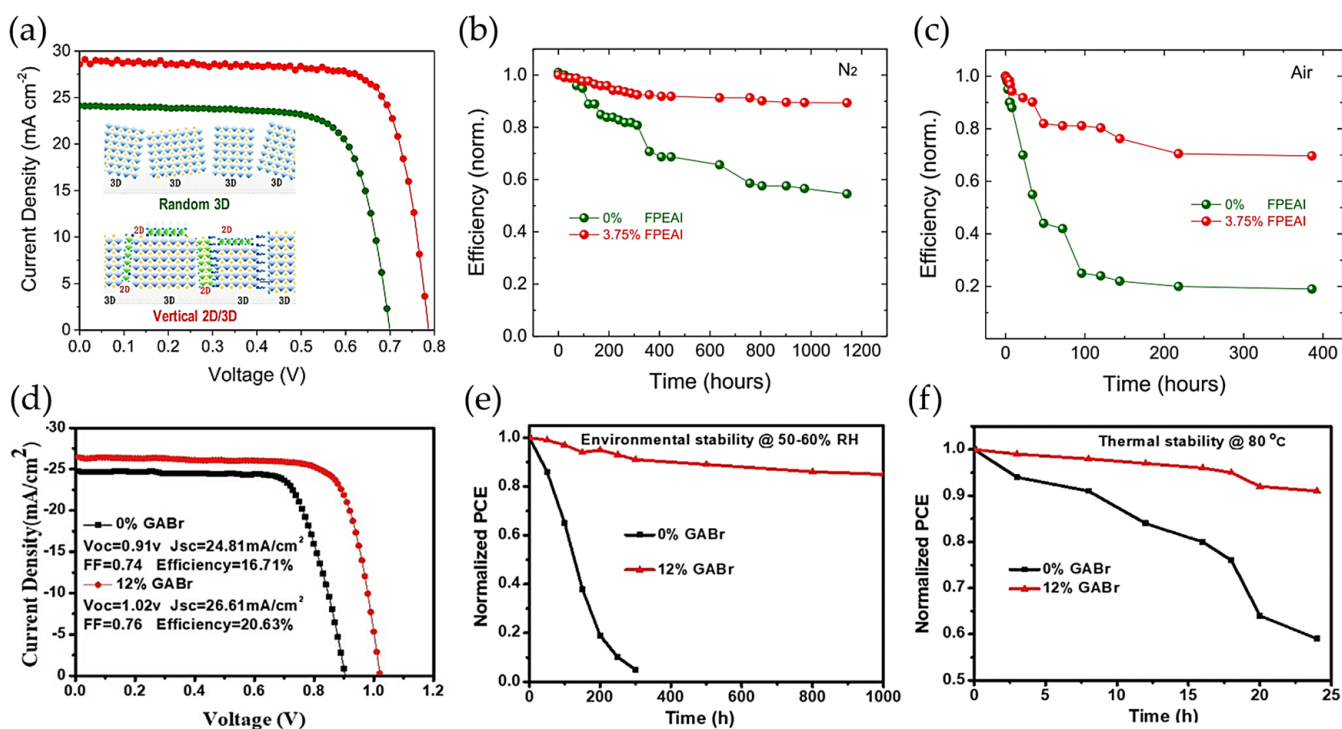 (a)
30
25
20
15
10
5
0
Current Density (mA cm-2)
3D 3D 3D 3D
Random 3D
2D 2D
2D 2D
3D 3D 3D 3D
Vertical 2D/3D
0.0 0.1 0.2 0.3 0.4 0.5 0.6 0.7 0.8
Voltage (V)
(b)
N2
1.0
0.8
0.6
0.4
0.2
0.0
Efficiency (norm.)
0% FPEAI
3.75% FPEAI
0 200 400 600 800 1000 1200
Time (hours)
(c)
Air
1.0
0.8
0.6
0.4
0.2
Efficiency (norm.)
0% FPEAI
3.75% FPEAI
0 100 200 300 400
Time (hours)
(d)
-30
-25
-20
-15
-10
-5
0
Current Density(mA/cm2)
0% GABr
Voc=0.91v Jsc=24.81mA/cm2
FF=0.74 Efficiency=16.71%
12% GABr
Voc=1.02v Jsc=26.61mA/cm2
FF=0.76 Efficiency=20.63%
0.0 0.2 0.4 0.6 0.8 1.0 1.2
Voltage (V)
(e)
Environmental stability @ 50-60% RH
1.0
0.8
0.6
0.4
0.2
0.0
Normalized PCE
0% GABr
12% GABr
0 200 400 600 800 1000
Time (h)
(f)
Thermal stability @ 80 °C
1.0
0.9
0.8
0.7
0.6
0.5
Normalized PCE
0% GABr
12% GABr
0 5 10 15 20 25
Time (h)